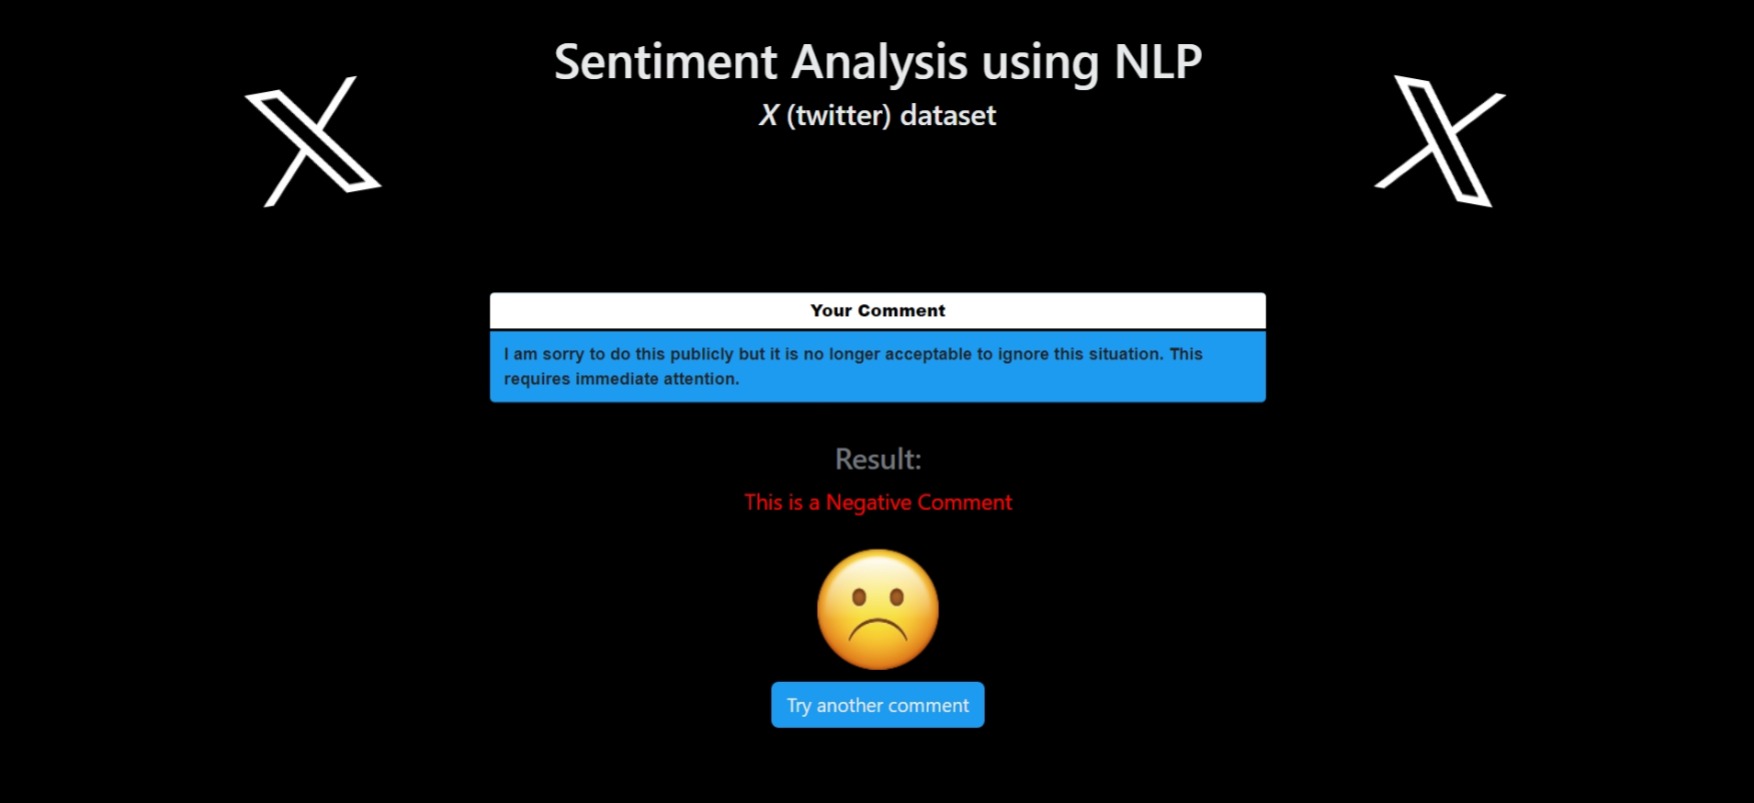 Sentiment Analysis using NLP
X (twitter) dataset
Your Comment
I am sorry to do this publicly but it is no longer acceptable to ignore this situation. This
requires immediate attention.
Result:
This is a Negative Comment
Try another comment